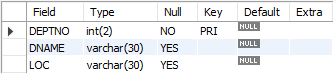 Field Type Null Key Default Extra
DEPTNO int(2) NO PRI NULL
DNAME varchar(30) YES NULL
LOC varchar(30) YES NULL